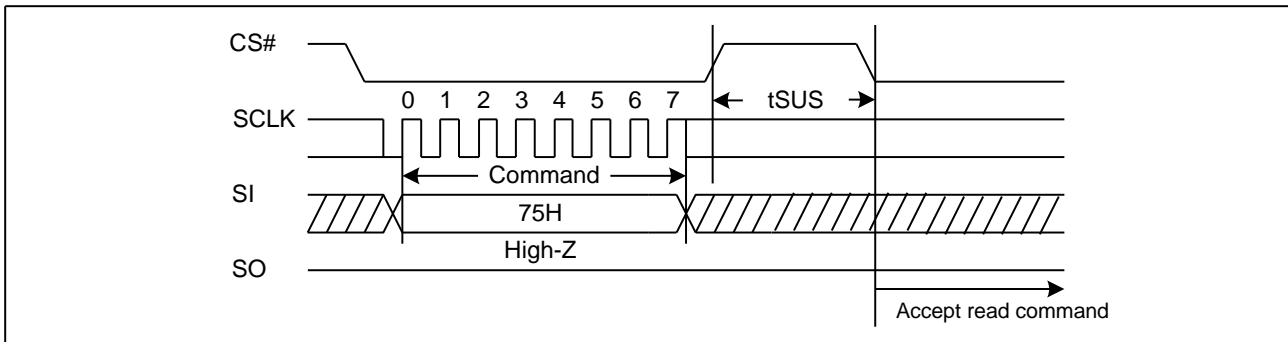 CS#
0 1 2 3 4 5 6 7
tSUS
SCLK
Command
SI
75H
High-Z
SO
Accept read command